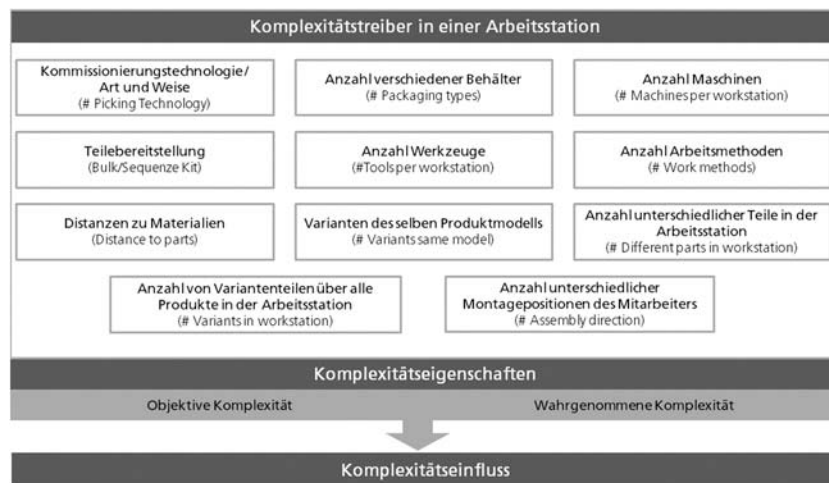 Komplexitätstreiber in einer Arbeitsstation
Kommissionierungstechnologie/
Art und Weise
(# Picking Technology)
Anzahl verschiedener Behälter
(# Packaging types)
Anzahl Maschinen
(# Machines per workstation)
Teilebereitstellung
(Bulk/Sequenze Kit)
Anzahl Werkzeuge
(#Tools per workstation)
Anzahl Arbeitsmethoden
(# Work methods)
Distanzen zu Materialien
(Distance to parts)
Varianten des selben Produktmodells
(# Variants same model)
Anzahl unterschiedlicher Teile in der
Arbeitsstation
(# Different parts in workstation)
Anzahl von Variantenteilen über alle
Produkte in der Arbeitsstation
(# Variants in workstation)
Anzahl unterschiedlicher
Montagepositionen des Mitarbeiters
(# Assembly direction)
Komplexitätseigenschaften
Objektive Komplexität
Wahrgenommene Komplexität
Komplexitätseinfluss